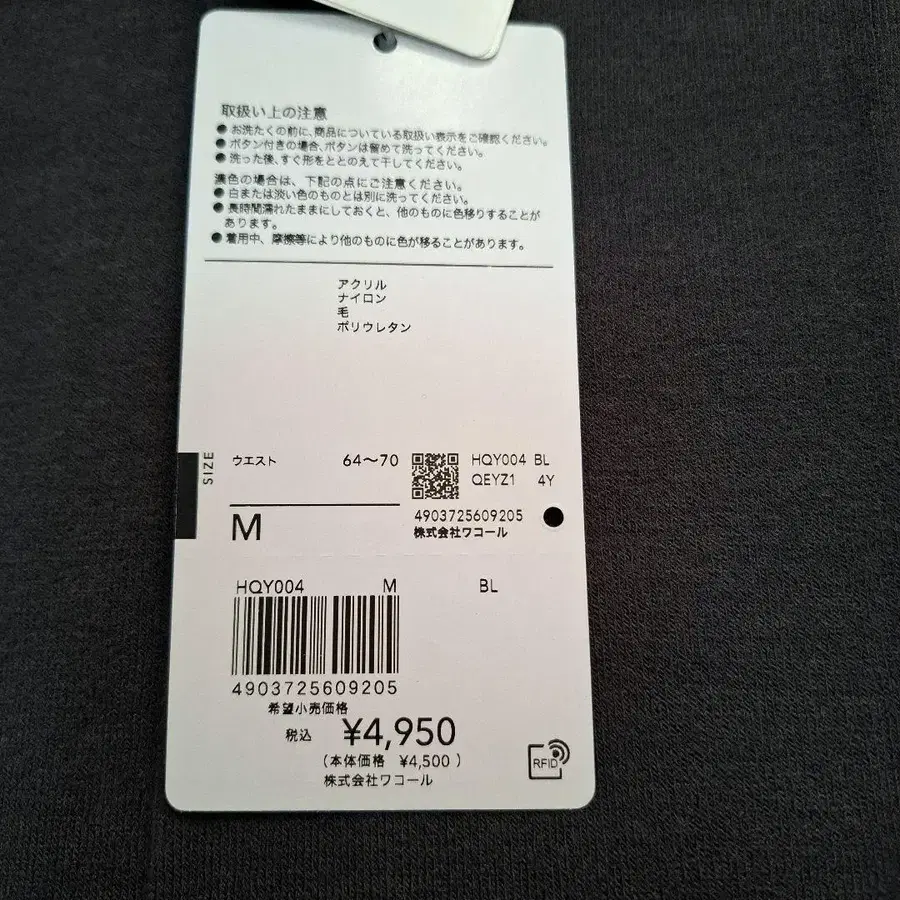 取扱い上の注意
●お洗たくの前に、商品についている取扱い表示をご確認ください。
●ボタン付きの場合、ボタンは留めて洗ってください。
●洗った後、すぐ形をととのえて干してください。
濃色の場合は、下記の点にご注意ください。
●白または淡い色のものとは別に洗ってください。
●長時間濡れたままにしておくと、他のものに色移りすることが
あります。
●着用中、摩擦等により他のものに色が移ることがあります。
アクリル
ナイロン
毛
ポリウレタン
SIZE
ウエスト 64〜70
M
HQY004 BL
QEYZ1 4Y
4903725609205
株式会社ワコール
HQY004 M BL
4903725609205
希望小売価格
税込 ¥4,950
(本体価格 ¥4,500)
株式会社ワコール
RFID